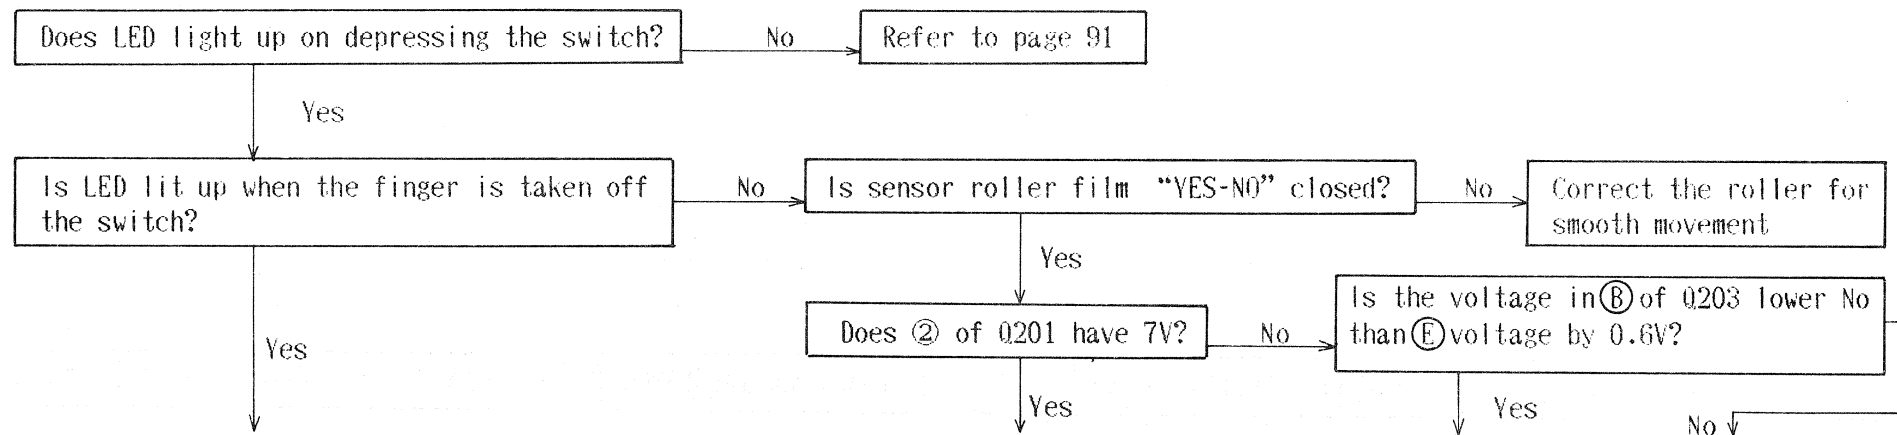 Does LED light up on depressing the switch?
No
Refer to page 91
Yes
Is LED lit up when the finger is taken off
the switch?
No
Is sensor roller film “YES-NO” closed?
No
Correct the roller for
smooth movement
Yes
Yes
Does ② of Q201 have 7V?
No
Is the voltage in Ⓑ of Q203 lower No
than Ⓔ voltage by 0.6V?
Yes
Yes
No